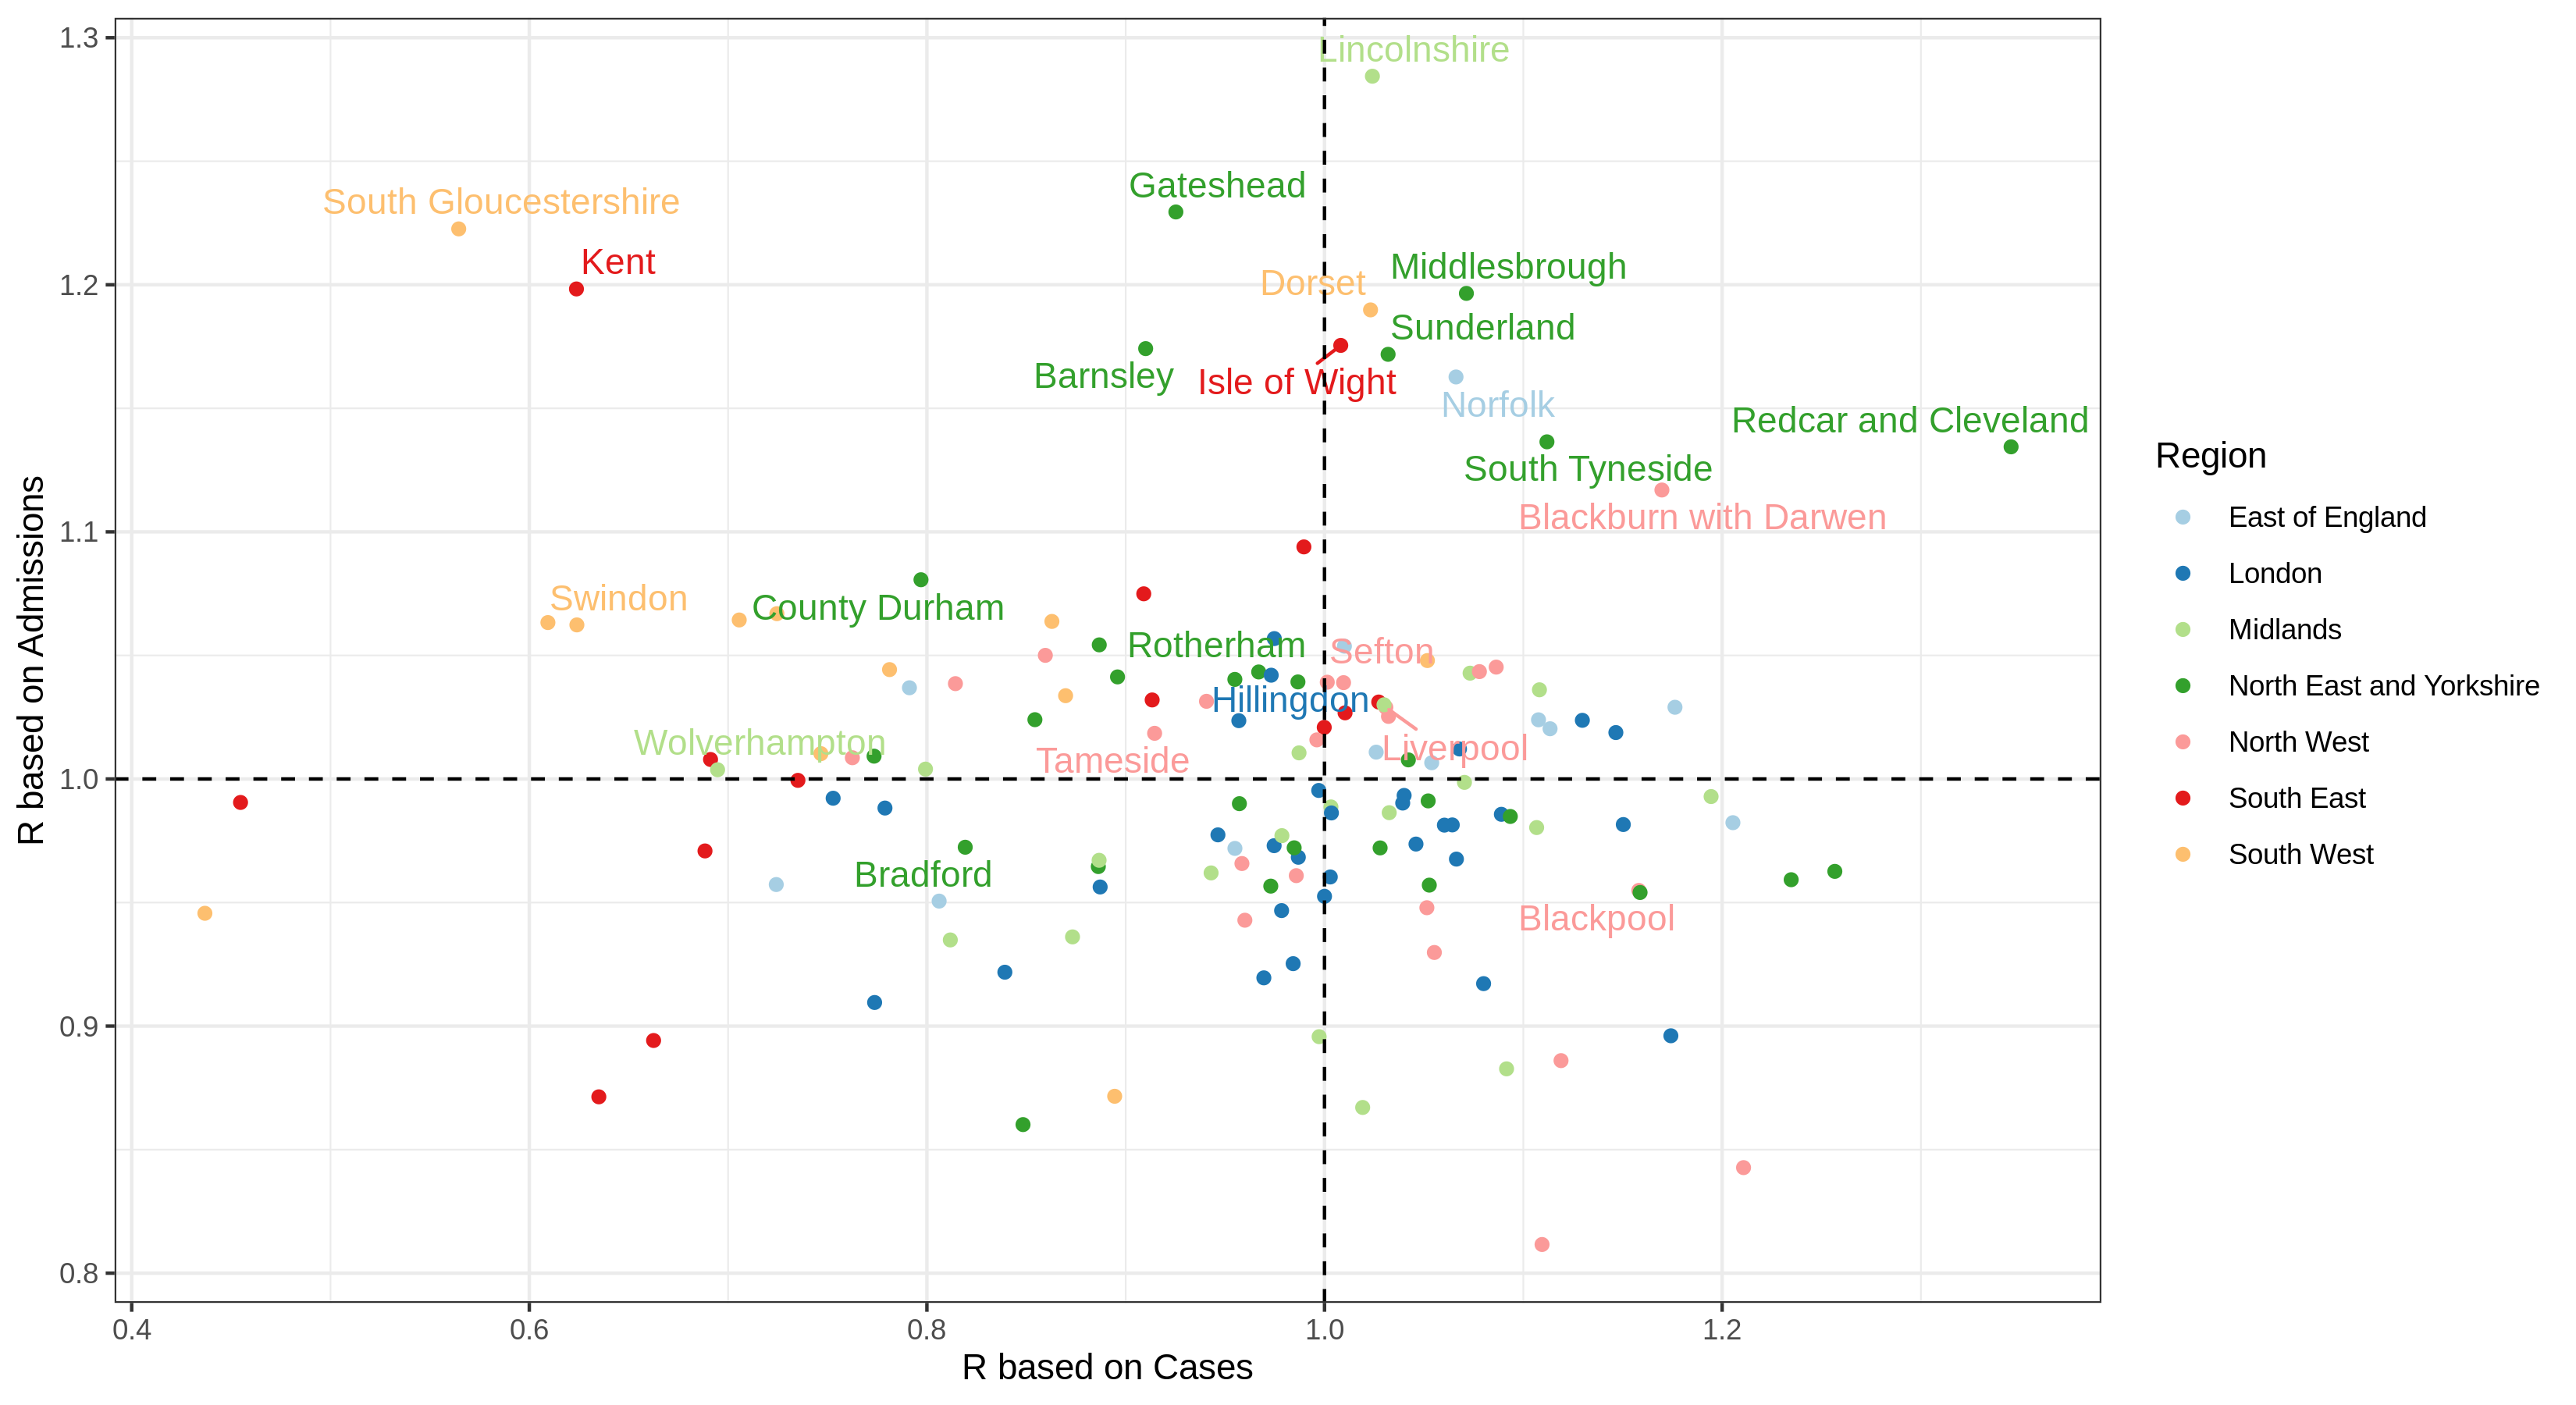 1.3
1.2
1.1
1.0
0.9
0.8
R based on Admissions
Lincolnshire
Gateshead
South Gloucestershire
Kent
Middlesbrough
Dorset
Sunderland
Barnsley
Isle of Wight
Norfolk
Redcar and Cleveland
South Tyneside
Blackburn with Darwen
Swindon
County Durham
Rotherham
Sefton
Hillingdon
Wolverhampton
Tameside
Liverpool
Bradford
Blackpool
0.4
0.6
0.8
1.0
1.2
R based on Cases
Region
East of England
London
Midlands
North East and Yorkshire
North West
South East
South West